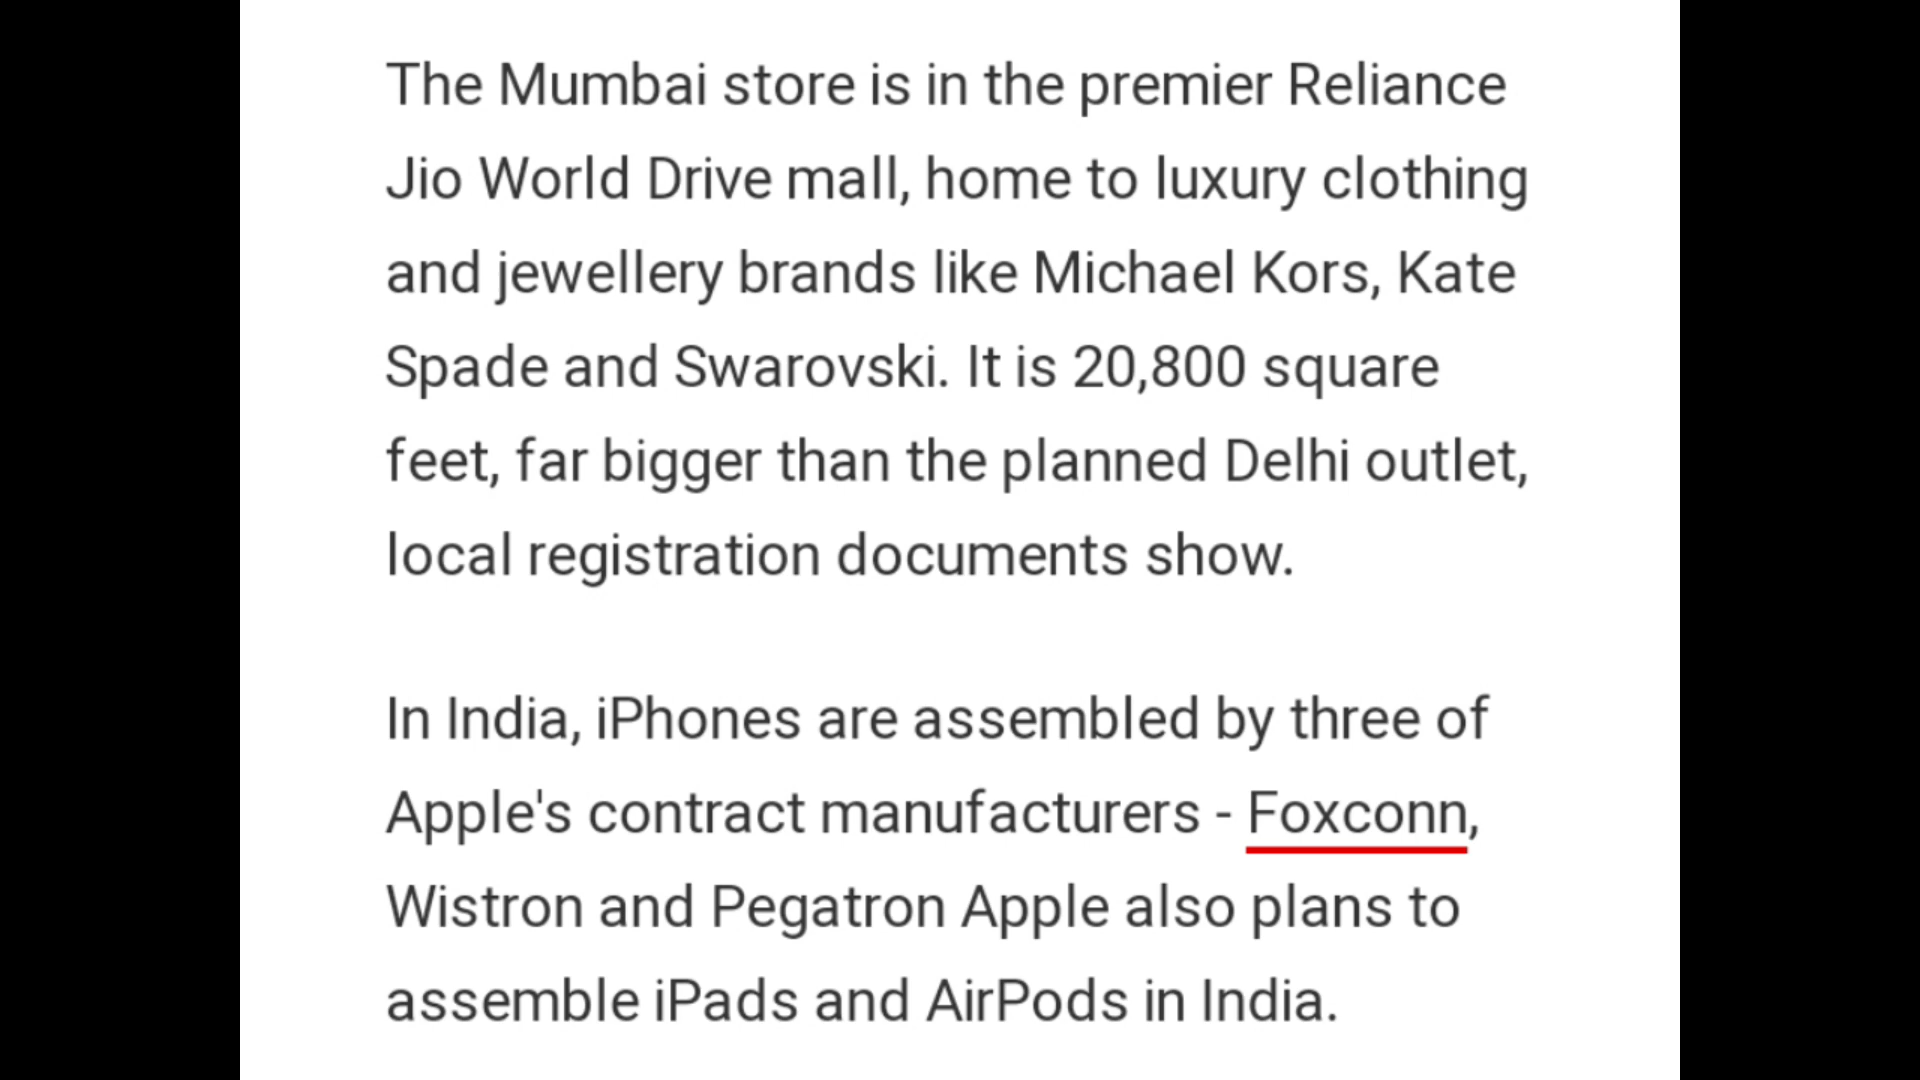 The Mumbai store is in the premier Reliance
Jio World Drive mall, home to luxury clothing
and jewellery brands like Michael Kors, Kate
Spade and Swarovski. It is 20,800 square
feet, far bigger than the planned Delhi outlet,
local registration documents show.
In India, iPhones are assembled by three of
Apple's contract manufacturers - Foxconn,
Wistron and Pegatron Apple also plans to
assemble iPads and AirPods in India.